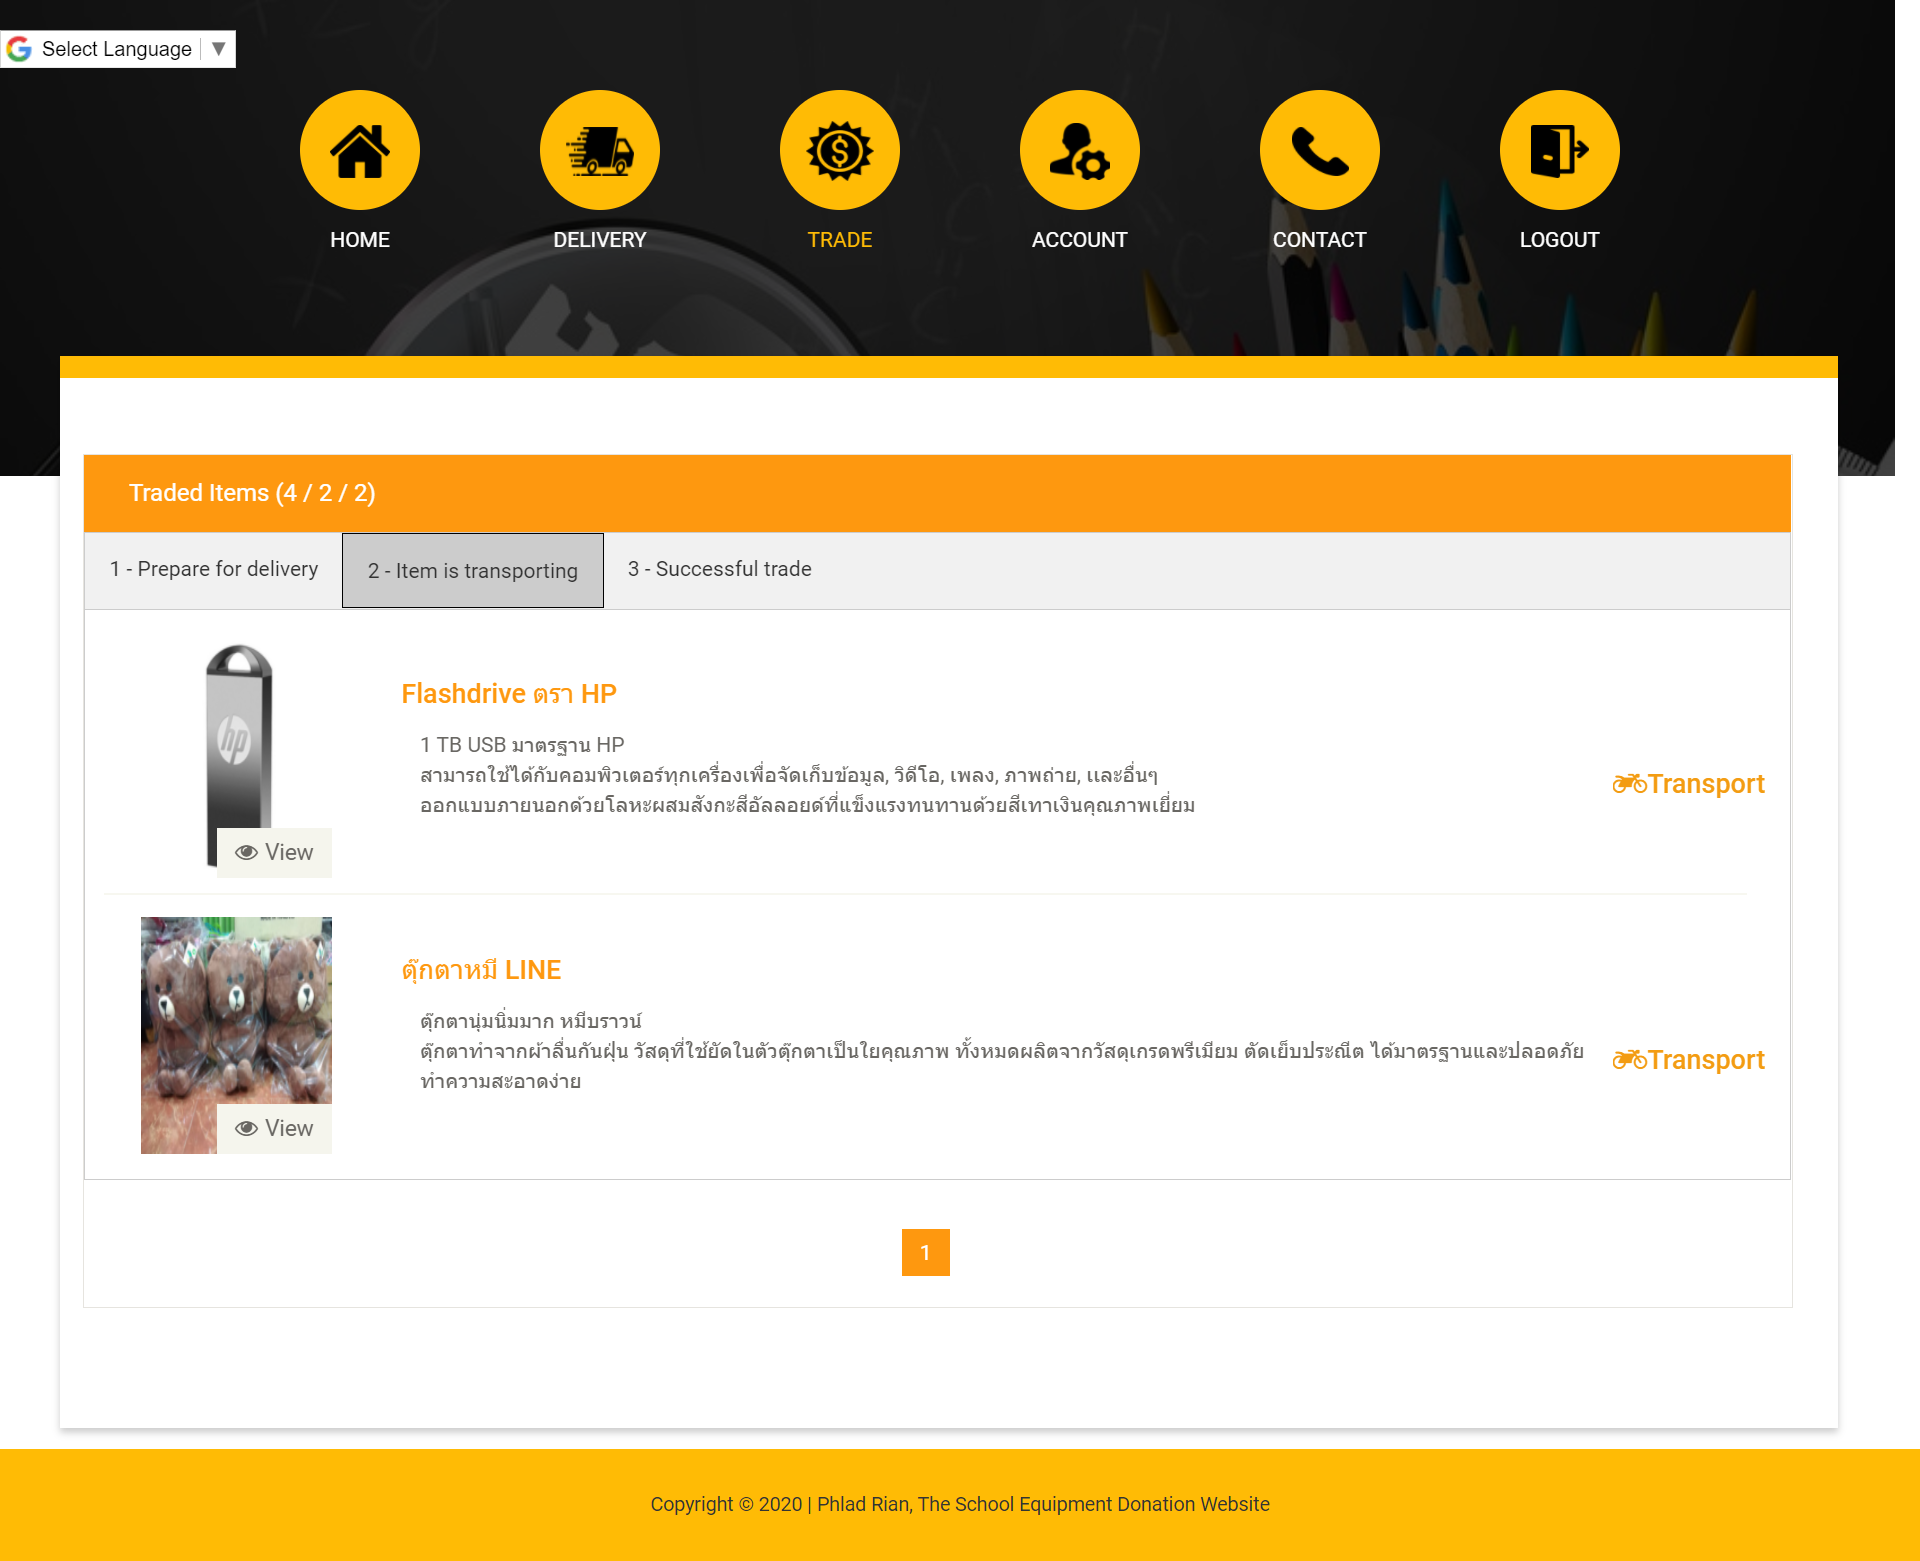 Select Language ▼
HOME
DELIVERY
TRADE
ACCOUNT
CONTACT
LOGOUT
Traded Items (4 / 2 / 2)
1 - Prepare for delivery
2 - Item is transporting
3 - Successful trade
hp
View
Flashdrive ตรา HP
1 TB USB มาตรฐาน HP
สามารถใช้ได้กับคอมพิวเตอร์ทุกเครื่องเพื่อจัดเก็บข้อมูล, วิดีโอ, เพลง, ภาพถ่าย, และอื่นๆ
ออกแบบภายนอกด้วยโลหะผสมสังกะสีอัลลอยด์ที่แข็งแรงทนทานด้วยสีเทาเงินคุณภาพเยี่ยม
Transport
View
ตุ๊กตาหมี LINE
ตุ๊กตานุ่มนิ่มมาก หมีบราวน์
ตุ๊กตาทำจากผ้าลื่นกันฝุ่น วัสดุที่ใช้ยัดในตัวตุ๊กตาเป็นใยคุณภาพ ทั้งหมดผลิตจากวัสดุเกรดพรีเมียม ตัดเย็บประณีต ได้มาตรฐานและปลอดภัย
ทำความสะอาดง่าย
Transport
1
Copyright © 2020 | Phlad Rian, The School Equipment Donation Website